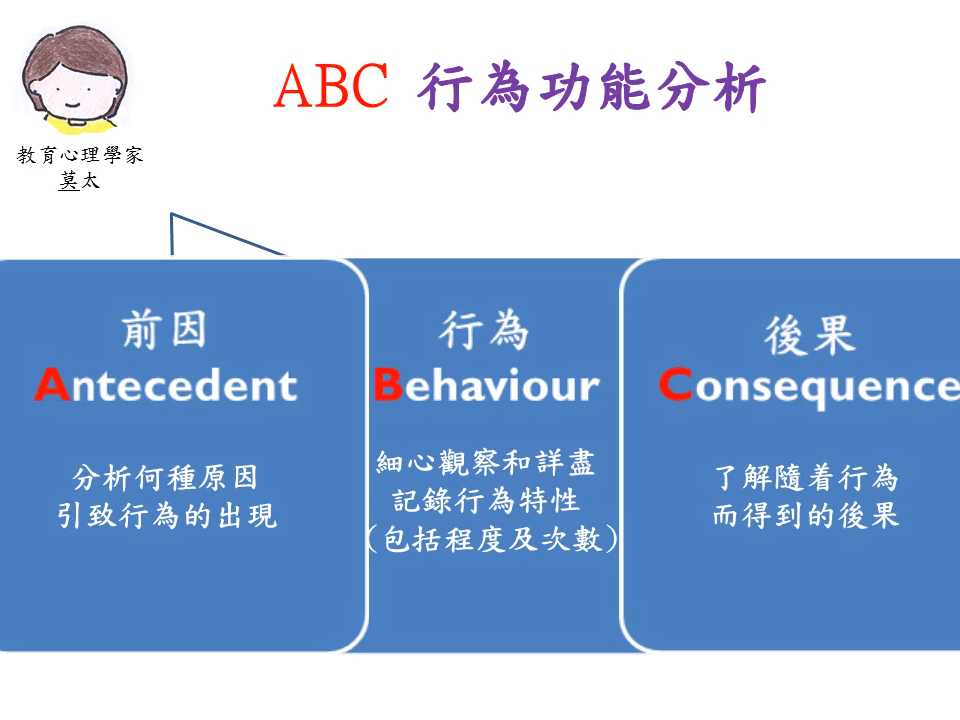 ABC 行為功能分析
教育心理學家
莫太
前因
Antecedent
分析何種原因
引致行為的出現
行為
Behaviour
細心觀察和詳盡
記錄行為特性
(包括程度及次數)
後果
Consequence
了解隨着行為
而得到的後果